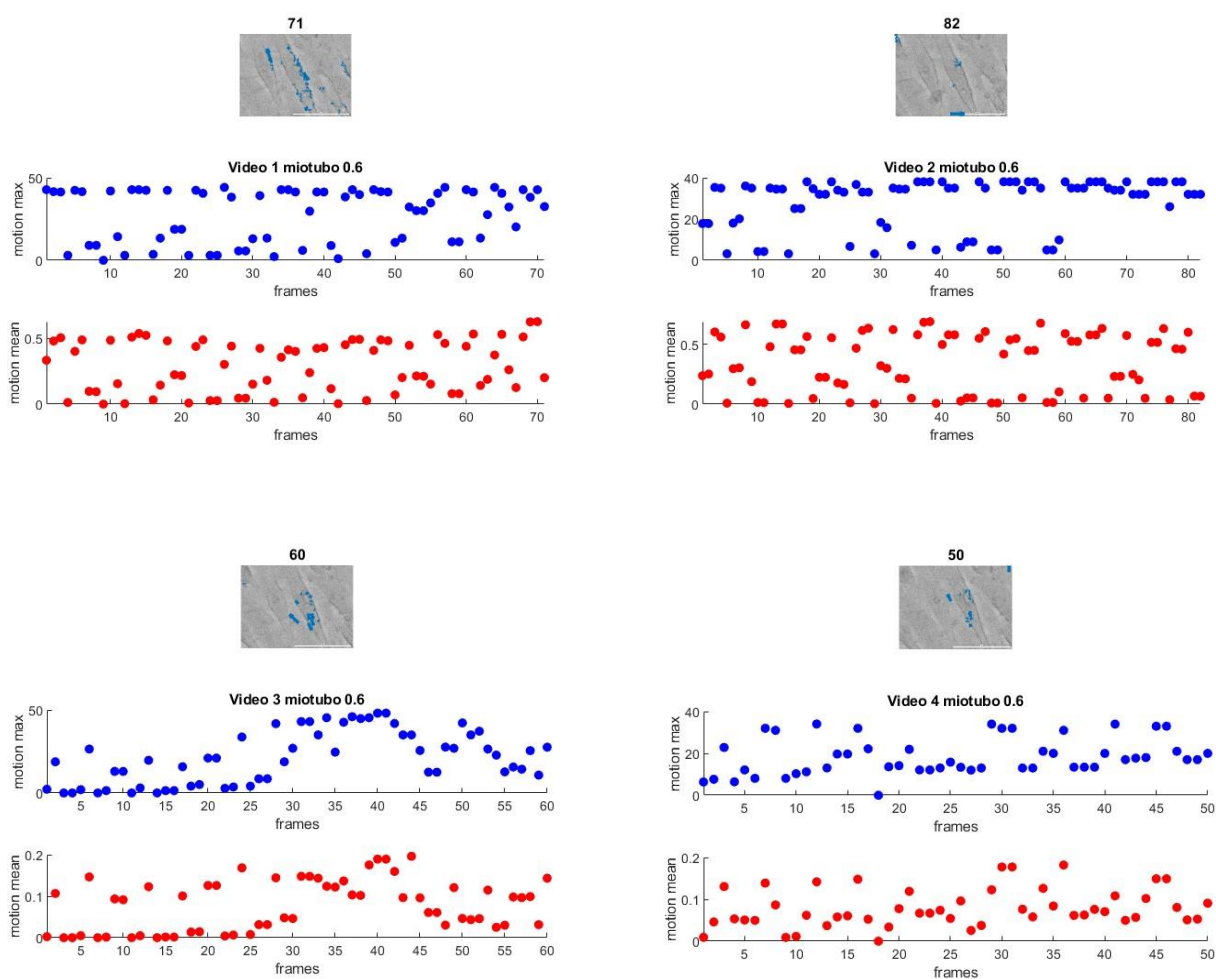 71
Video 1 miotubo 0.6
motion max
50
0
10 20 30 40 50 60 70
frames
motion mean
0.5
0
10 20 30 40 50 60 70
frames
82
Video 2 miotubo 0.6
motion max
40
20
0
10 20 30 40 50 60 70 80
frames
motion mean
0.5
0
10 20 30 40 50 60 70 80
frames
60
Video 3 miotubo 0.6
motion max
50
0
5 10 15 20 25 30 35 40 45 50 55 60
frames
motion mean
0.2
0.1
0
5 10 15 20 25 30 35 40 45 50 55 60
frames
50
Video 4 miotubo 0.6
motion max
40
20
0
5 10 15 20 25 30 35 40 45 50
frames
motion mean
0.2
0.1
0
5 10 15 20 25 30 35 40 45 50
frames